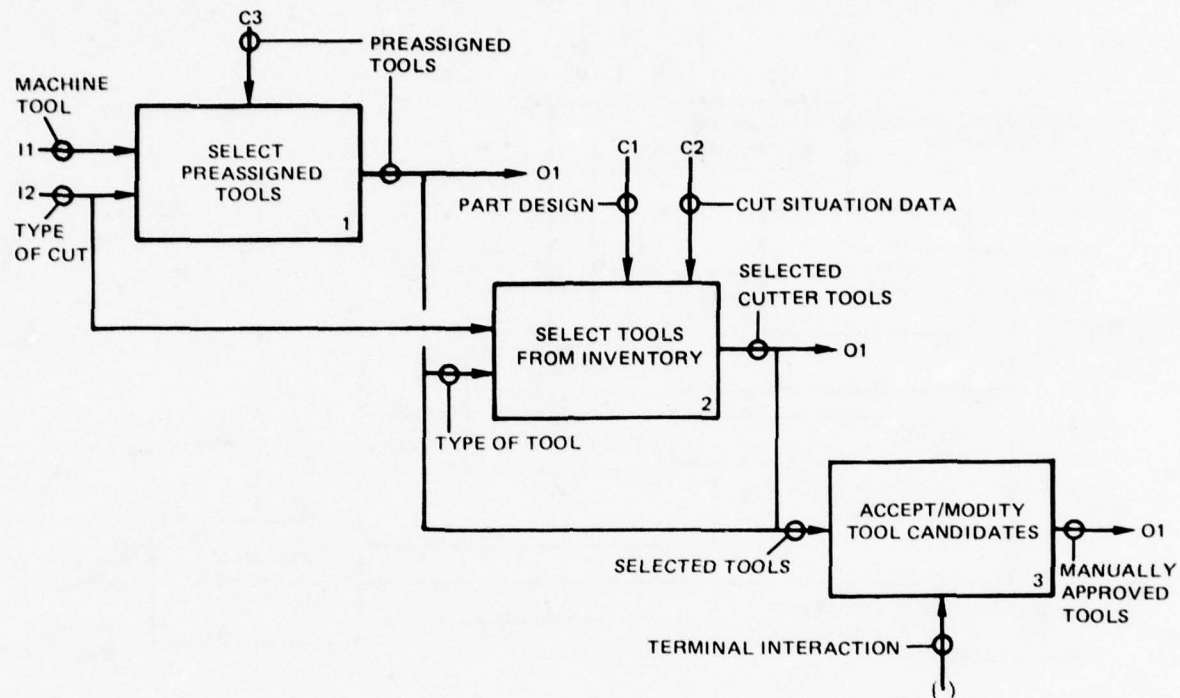 C3
PREASSIGNED
TOOLS
MACHINE
TOOL
I1
I2
TYPE
OF CUT
SELECT
PREASSIGNED
TOOLS
1
O1
C1
C2
PART DESIGN
CUT SITUATION DATA
SELECTED
CUTTER TOOLS
SELECT TOOLS
FROM INVENTORY
2
O1
TYPE OF TOOL
ACCEPT/MODITY
TOOL CANDIDATES
3
O1
SELECTED TOOLS
MANUALLY
APPROVED
TOOLS
TERMINAL INTERACTION
( )